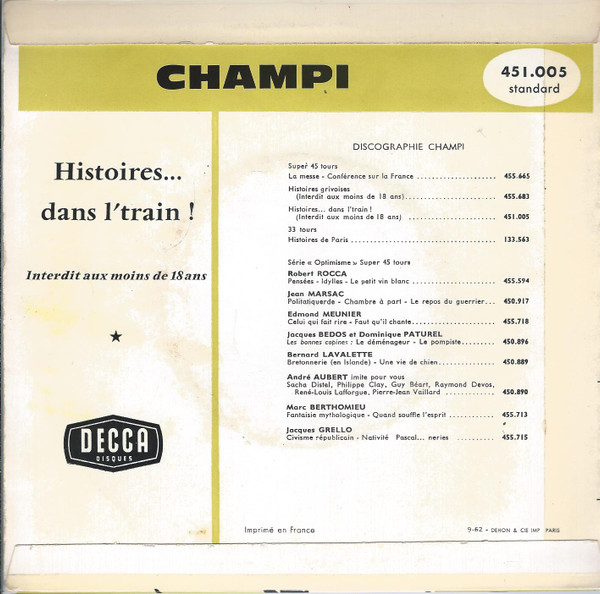 CHAMPI
451.005
standard
Histoires...
dans l'train !
Interdit aux moins de 18 ans
★
DECCA
DISQUES
DISCOGRAPHIE CHAMPI
Super 45 tours
La messe - Conférence sur la France .................... 455.665
Histoires grivoises
(Interdit aux moins de 18 ans)...................... 455.683
Histoires... dans l'train !
(Interdit aux moins de 18 ans) ...................... 451.005
33 tours
Histoires de Paris .................................... 133.563
Série « Optimisme » Super 45 tours
Robert ROCCA
Pensées - Idylles - Le petit vin blanc .................... 455.594
Jean MARSAC
Politatiquerde - Chambre à part - Le repos du guerrier... 450.917
Edmond MEUNIER
Celui qui fait rire - Faut qu'il chante.................... 455.718
Jacques BEDOS et Dominique PATUREL
Les bonnes copines : Le déménageur - Le pompiste........ 450.896
Bernard LAVALETTE
Bretonnerie (en Islande) - Une vie de chien.............. 450.889
André AUBERT imite pour vous
Sacha Distel, Philippe Clay, Guy Béart, Raymond Devos,
René-Louis Lafforgue, Pierre-Jean Vaillard ............ 450.890
Marc BERTHOMIEU
Fantaisie mythologique - Quand souffle l'esprit ............ 455.713
Jacques GRELLO
Civisme républicain - Nativité Pascal... neries ............ 455.715
Imprimé en France
9-62 • DEHON & CIE IMP PARIS